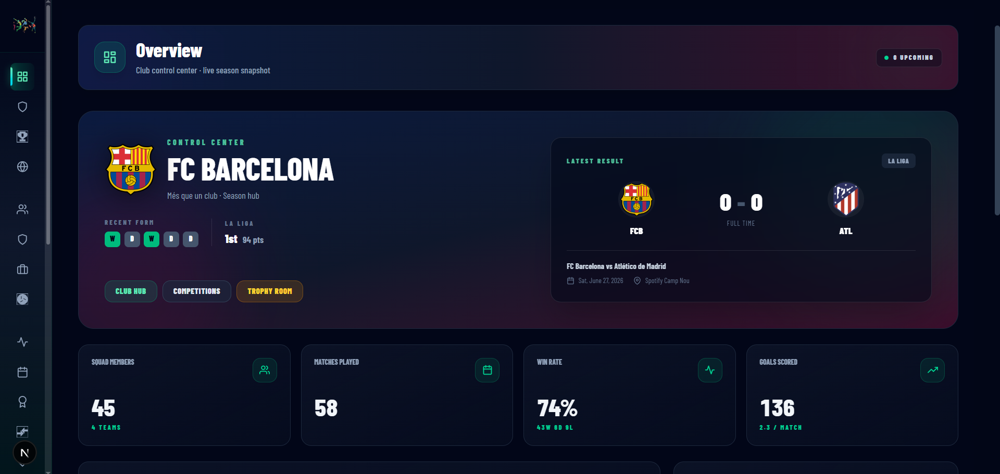 Overview
Club control center · live season snapshot
0 UPCOMING
CONTROL CENTER
FC BARCELONA
Més que un club · Season hub
FCB
RECENT FORM
W D W D D
LA LIGA
1st 94 pts
CLUB HUB
COMPETITIONS
TROPHY ROOM
LATEST RESULT
LA LIGA
FCB
0 - 0
FULL TIME
FCB
ATL
FC Barcelona vs Atlético de Madrid
Sat, June 27, 2026
Spotify Camp Nou
SQUAD MEMBERS
45
4 TEAMS
MATCHES PLAYED
58
WIN RATE
74%
43W 6D 9L
GOALS SCORED
136
2.3 / MATCH
N